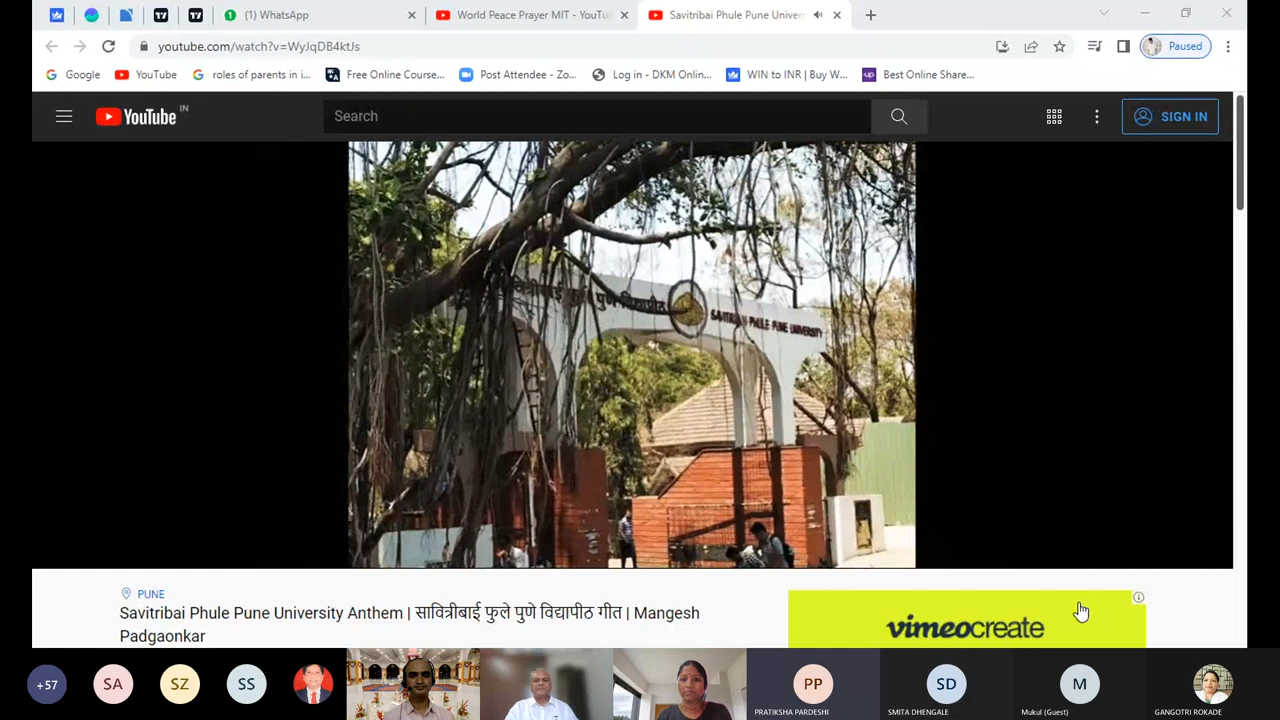 (1) WhatsApp
World Peace Prayer MIT - YouTu
Savitribai Phule Pune Univers
youtube.com/watch?v=WyJqDB4ktJs
Paused
Google
YouTube
roles of parents in i...
Free Online Course...
Post Attendee - Zo...
Log in - DKM Onlin...
WIN to INR | Buy W...
Best Online Share...
YouTube IN
Search
SIGN IN
पुणे विद्यापीठ
SAVITRIBAI PHULE PUNE UNIVERSITY
PUNE
Savitribai Phule Pune University Anthem | सावित्रीबाई फुले पुणे विद्यापीठ गीत | Mangesh
Padgaonkar
vimeocreate
+57
SA
SZ
SS
PP
SD
M
PRATIKSHA PARDESHI
SMITA DHENGALE
Mukul (Guest)
GANGOTRI ROKADE